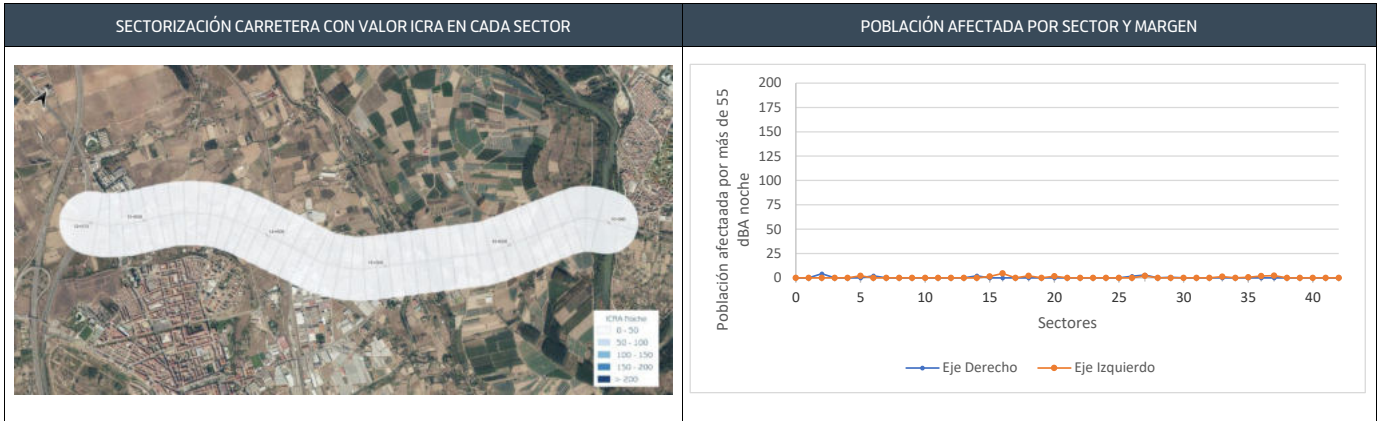 SECTORIZACIÓN CARRETERA CON VALOR ICRA EN CADA SECTOR
POBLACIÓN AFECTADA POR SECTOR Y MARGEN
ICRA Noche
0 - 50
50 - 100
100 - 150
150 - 200
> 200
Población afectaada por más de 55
dBA noche
200
175
150
125
100
75
50
25
0
0 5 10 15 20 25 30 35 40
Sectores
Eje Derecho Eje Izquierdo